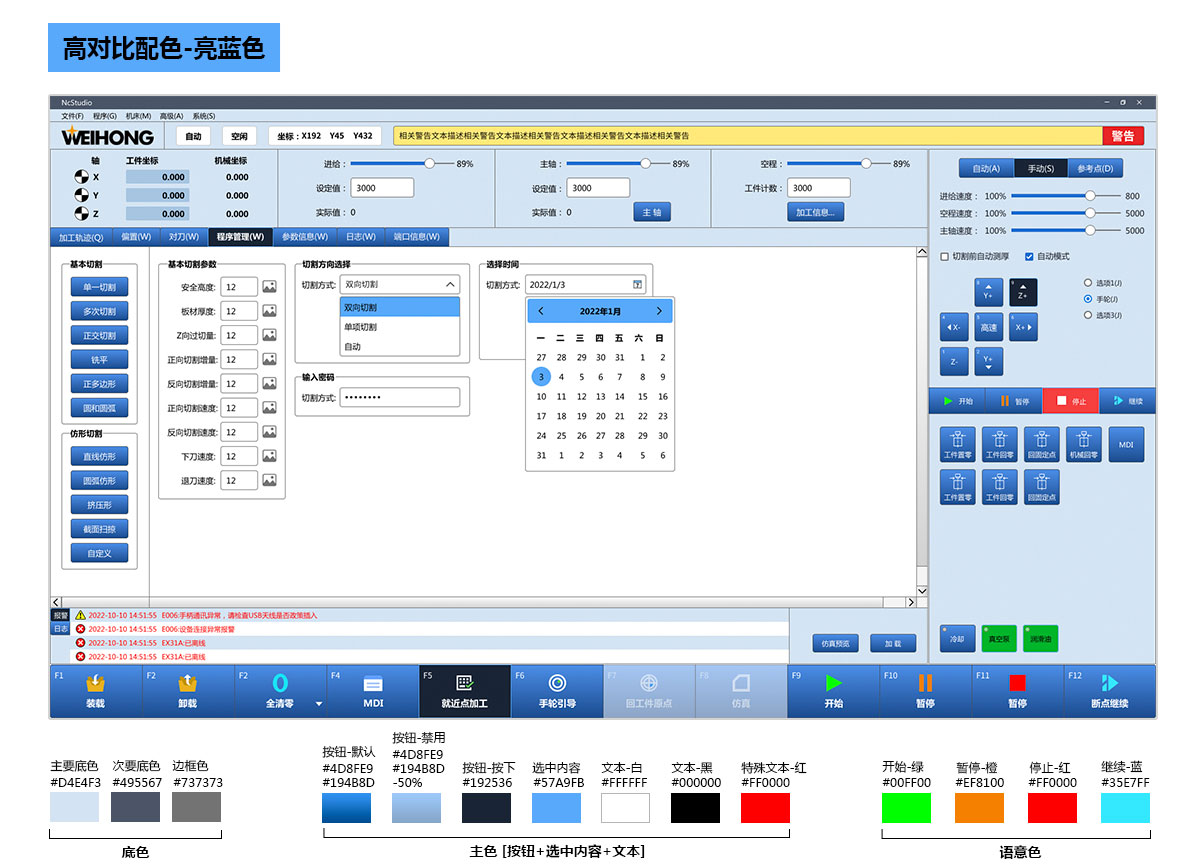 高对比配色-亮蓝色
NcStudio
文件(F) 程序(G) 机床(M) 高级(A) 系统(S)
WEIHONG
自动 空闲 坐标：X192 Y45 Y432
相关警告文本描述相关警告文本描述相关警告文本描述相关警告文本描述相关警告
警告
轴 工件坐标 机械坐标
X 0.000 0.000
Y 0.000 0.000
Z 0.000 0.000
进给： 89%
设定值： 3000
实际值：0
主轴： 89%
设定值： 3000
实际值：0 主轴
空程： 89%
工件计数： 3000
加工信息...
自动(A) 手动(S) 参考点(D)
进给速度： 100% 800
空程速度： 100% 5000
主轴速度： 100% 5000
切割前自动测厚 自动模式
Y+ Z+
X- 高速 X+
Z- Y+
选项1(J)
手轮(J)
选项3(J)
开始 暂停 停止 继续
工件置零 工件回零 回固定点 机械回零 MDI
工件置零 工件回零 回固定点
冷却 真空泵 润滑油
加工轨迹(Q) 偏置(W) 对刀(W) 程序管理(W) 参数信息(W) 日志(W) 端口信息(W)
基本切割
单一切割
多次切割
正交切割
铣平
正多边形
圆和圆弧
仿形切割
直线仿形
圆弧仿形
挤压形
截面扫掠
自定义
基本切割参数
安全高度: 12
板材厚度: 12
Z向过切量: 12
正向切割增量: 12
反向切割增量: 12
正向切割速度: 12
反向切割速度: 12
下刀速度: 12
退刀速度: 12
切割方向选择
切割方式: 双向切割
双向切割
单项切割
自动
输入密码
切割方式: ••••••••
选择时间
切割方式: 2022/1/3
2022年1月
一 二 三 四 五 六 日
27 28 29 30 31 1 2
3 4 5 6 7 8 9
10 11 12 13 14 15 16
17 18 19 20 21 22 23
24 25 26 27 28 29 30
31 1 2 3 4 5 6
报警
日志
2022-10-10 14:51:55 E006:手柄通讯异常，请检查USB天线是否政策插入
2022-10-10 14:51:55 E006:设备连接异常报警
2022-10-10 14:51:55 EX31A:已离线
2022-10-10 14:51:55 EX31A:已离线
仿真预览 加载
F1 装载
F2 卸载
F2 全清零
F4 MDI
F5 就近点加工
F6 手轮引导
F7 回工件原点
F8 仿真
F9 开始
F10 暂停
F11 暂停
F12 断点继续
主要底色
#D4E4F3
次要底色
#495567
边框色
#737373
底色
按钮-默认
#4D8FE9
#194B8D
按钮-禁用
#4D8FE9
#194B8D
-50%
按钮-按下
#192536
选中内容
#57A9FB
文本-白
#FFFFFF
文本-黑
#000000
特殊文本-红
#FF0000
主色 [按钮+选中内容+文本]
开始-绿
#00FF00
暂停-橙
#EF8100
停止-红
#FF0000
继续-蓝
#35E7FF
语意色